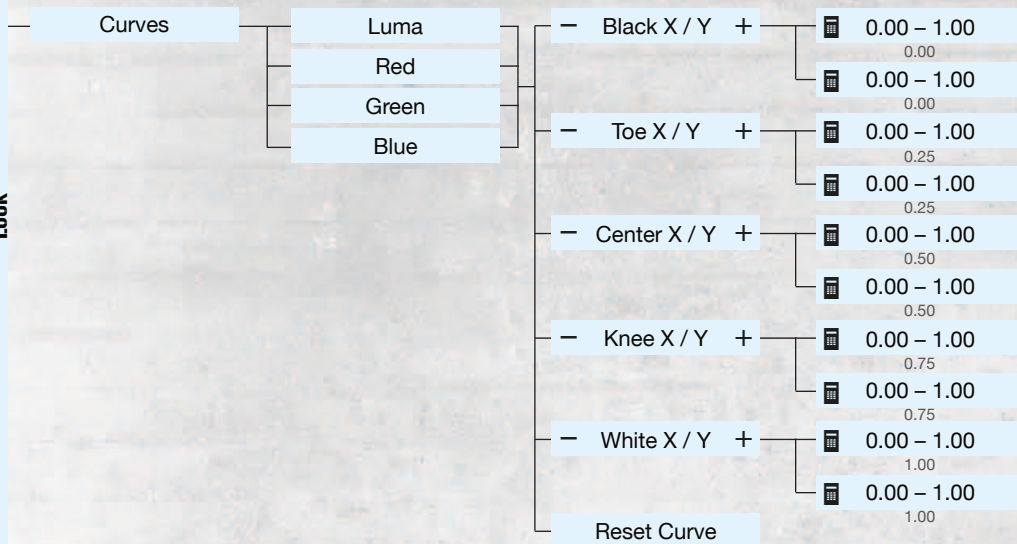 Curves
Luma
Red
Green
Blue
− Black X / Y +
0.00 – 1.00
0.00
0.00 – 1.00
0.00
− Toe X / Y +
0.00 – 1.00
0.25
0.00 – 1.00
0.25
− Center X / Y +
0.00 – 1.00
0.50
0.00 – 1.00
0.50
− Knee X / Y +
0.00 – 1.00
0.75
0.00 – 1.00
0.75
− White X / Y +
0.00 – 1.00
1.00
0.00 – 1.00
1.00
Reset Curve